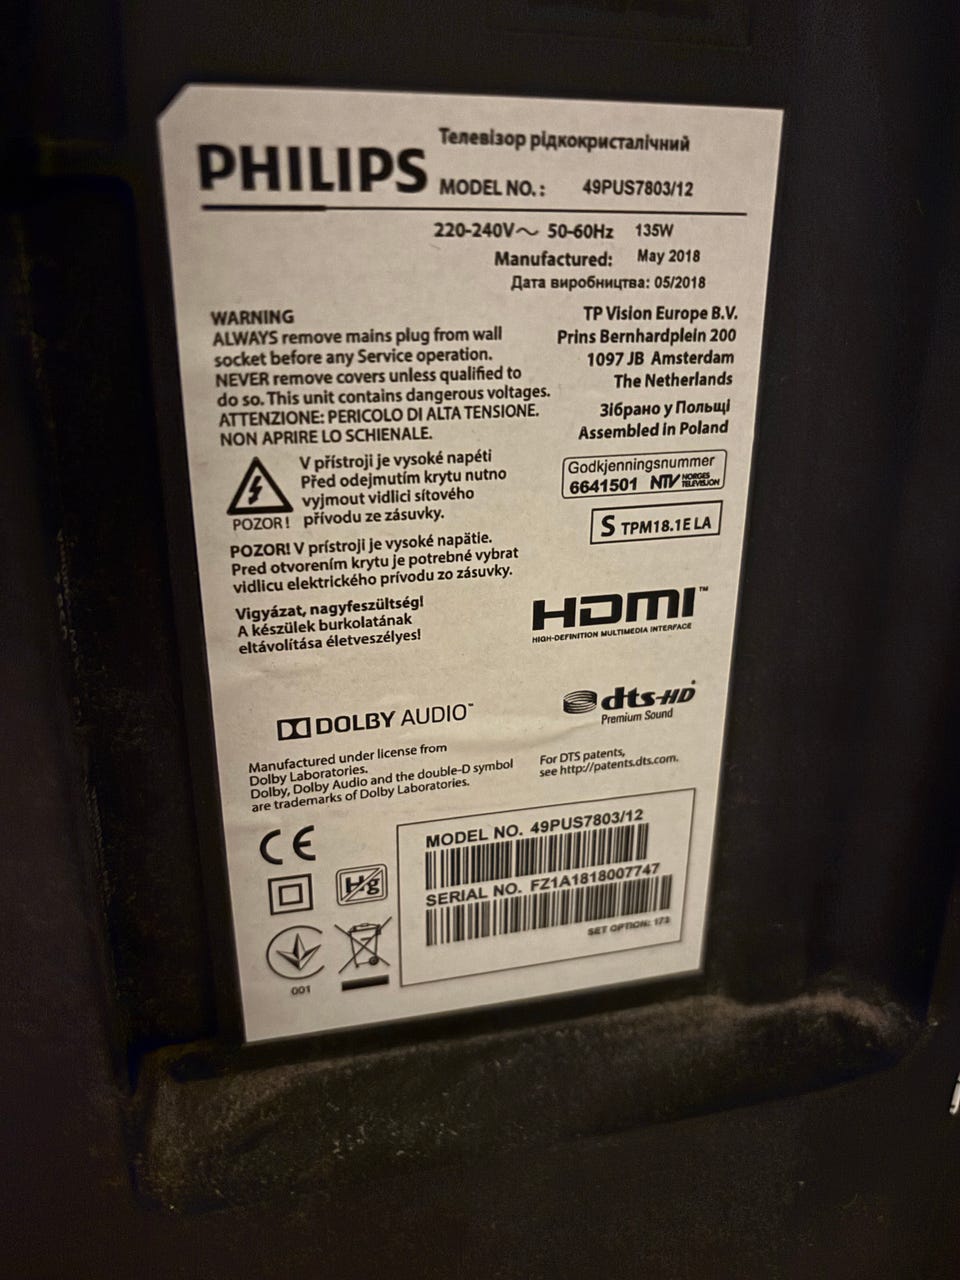 PHILIPS
Телевізор рідкокристалічний
MODEL NO.: 49PUS7803/12
220-240V～ 50-60Hz 135W
Manufactured: May 2018
Дата виробництва: 05/2018
WARNING
ALWAYS remove mains plug from wall
socket before any Service operation.
NEVER remove covers unless qualified to
do so. This unit contains dangerous voltages.
ATTENZIONE: PERICOLO DI ALTA TENSIONE.
NON APRIRE LO SCHIENALE.
TP Vision Europe B.V.
Prins Bernhardplein 200
1097 JB Amsterdam
The Netherlands
Зібрано у Польщі
Assembled in Poland
V přístroji je vysoké napětí
Před odejmutím krytu nutno
vyjmout vidlici síťového
přívodu ze zásuvky.
POZOR!
Godkjenningsnummer
6641501 NTV NORGES TELEVISJON
S TPM18.1E LA
POZOR! V prístroji je vysoké napätie.
Pred otvorením krytu je potrebné vybrat
vidlicu elektrického prívodu zo zásuvky.
Vigyázat, nagyfeszültség!
A készülek burkolatának
eltávolítása életveszélyes!
HDMI™
HIGH-DEFINITION MULTIMEDIA INTERFACE
DOLBY AUDIO™
dts-HD
Premium Sound
Manufactured under license from
Dolby Laboratories.
Dolby, Dolby Audio and the double-D symbol
are trademarks of Dolby Laboratories.
For DTS patents,
see http://patents.dts.com.
CE
Hg
001
MODEL NO. 49PUS7803/12
SERIAL NO. FZ1A1818007747
SET OPTION: 173